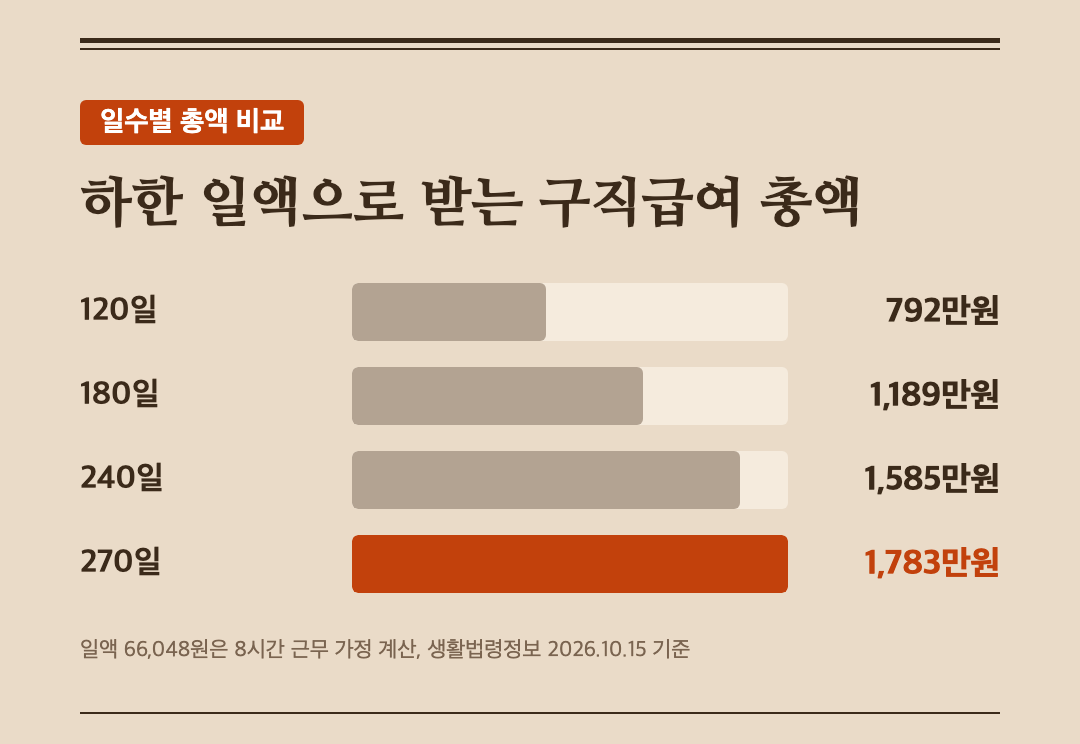 일수별 총액 비교
하한 일액으로 받는 구직급여 총액
120일 792만원
180일 1,189만원
240일 1,585만원
270일 1,783만원
일액 66,048원은 8시간 근무 가정 계산, 생활법령정보 2026.10.15 기준